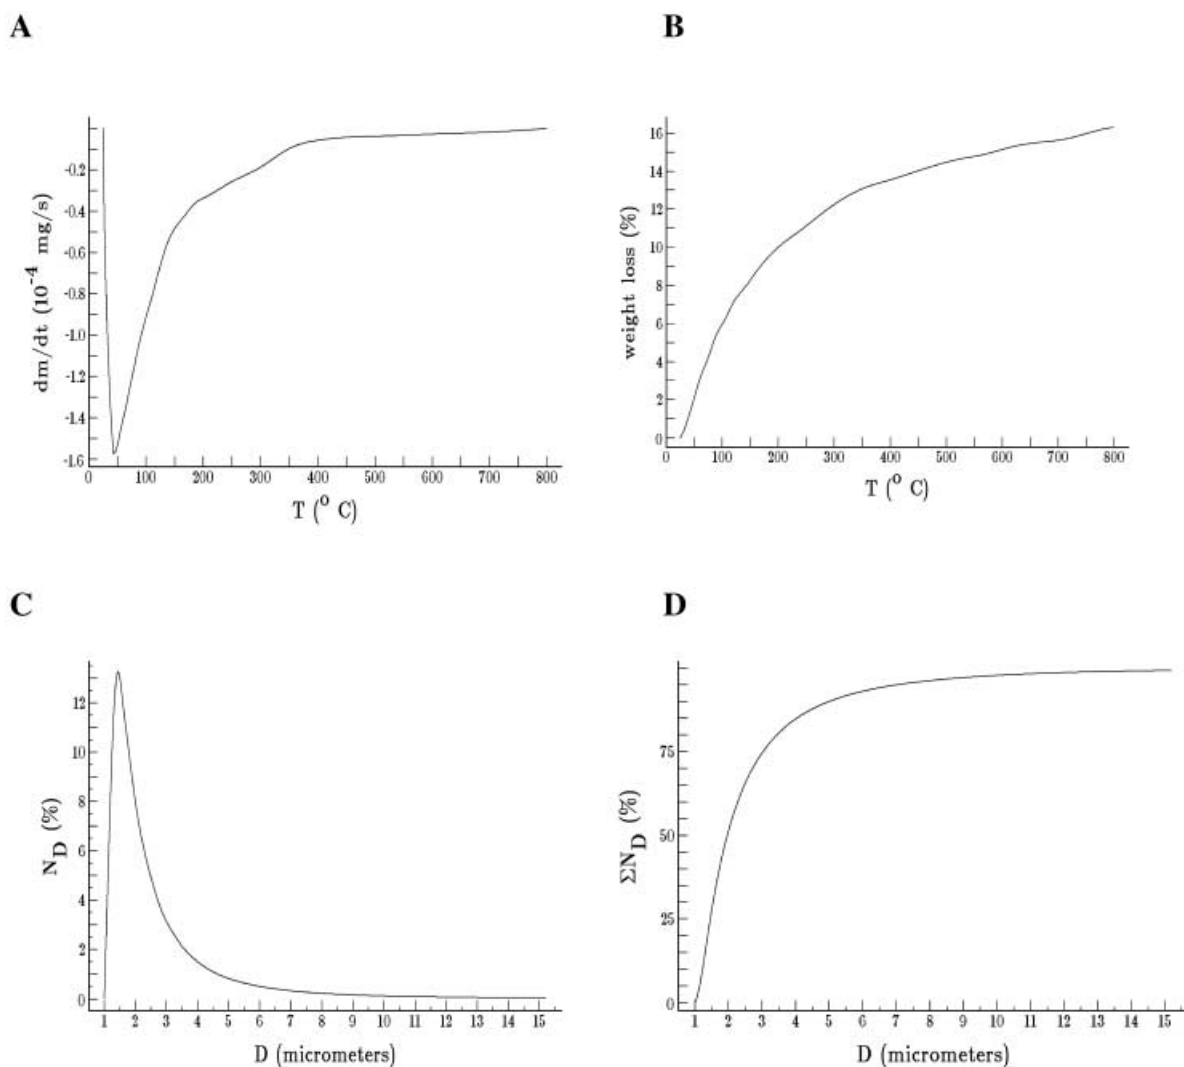 A
B
-0.2
-0.4
-0.6
-0.8
-1.0
-1.2
-1.4
-1.6
dm/dt (10⁻⁴ mg/s)
0 100 200 300 400 500 600 700 800
T (° C)
16
14
12
10
8
6
4
2
0
weight loss (%)
0 100 200 300 400 500 600 700 800
T (° C)
C
D
12
10
8
6
4
2
0
N_D (%)
1 2 3 4 5 6 7 8 9 10 11 12 13 15
D (micrometers)
75
50
25
0
ΣN_D (%)
1 2 3 4 5 6 7 8 9 10 11 12 13 14 15
D (micrometers)